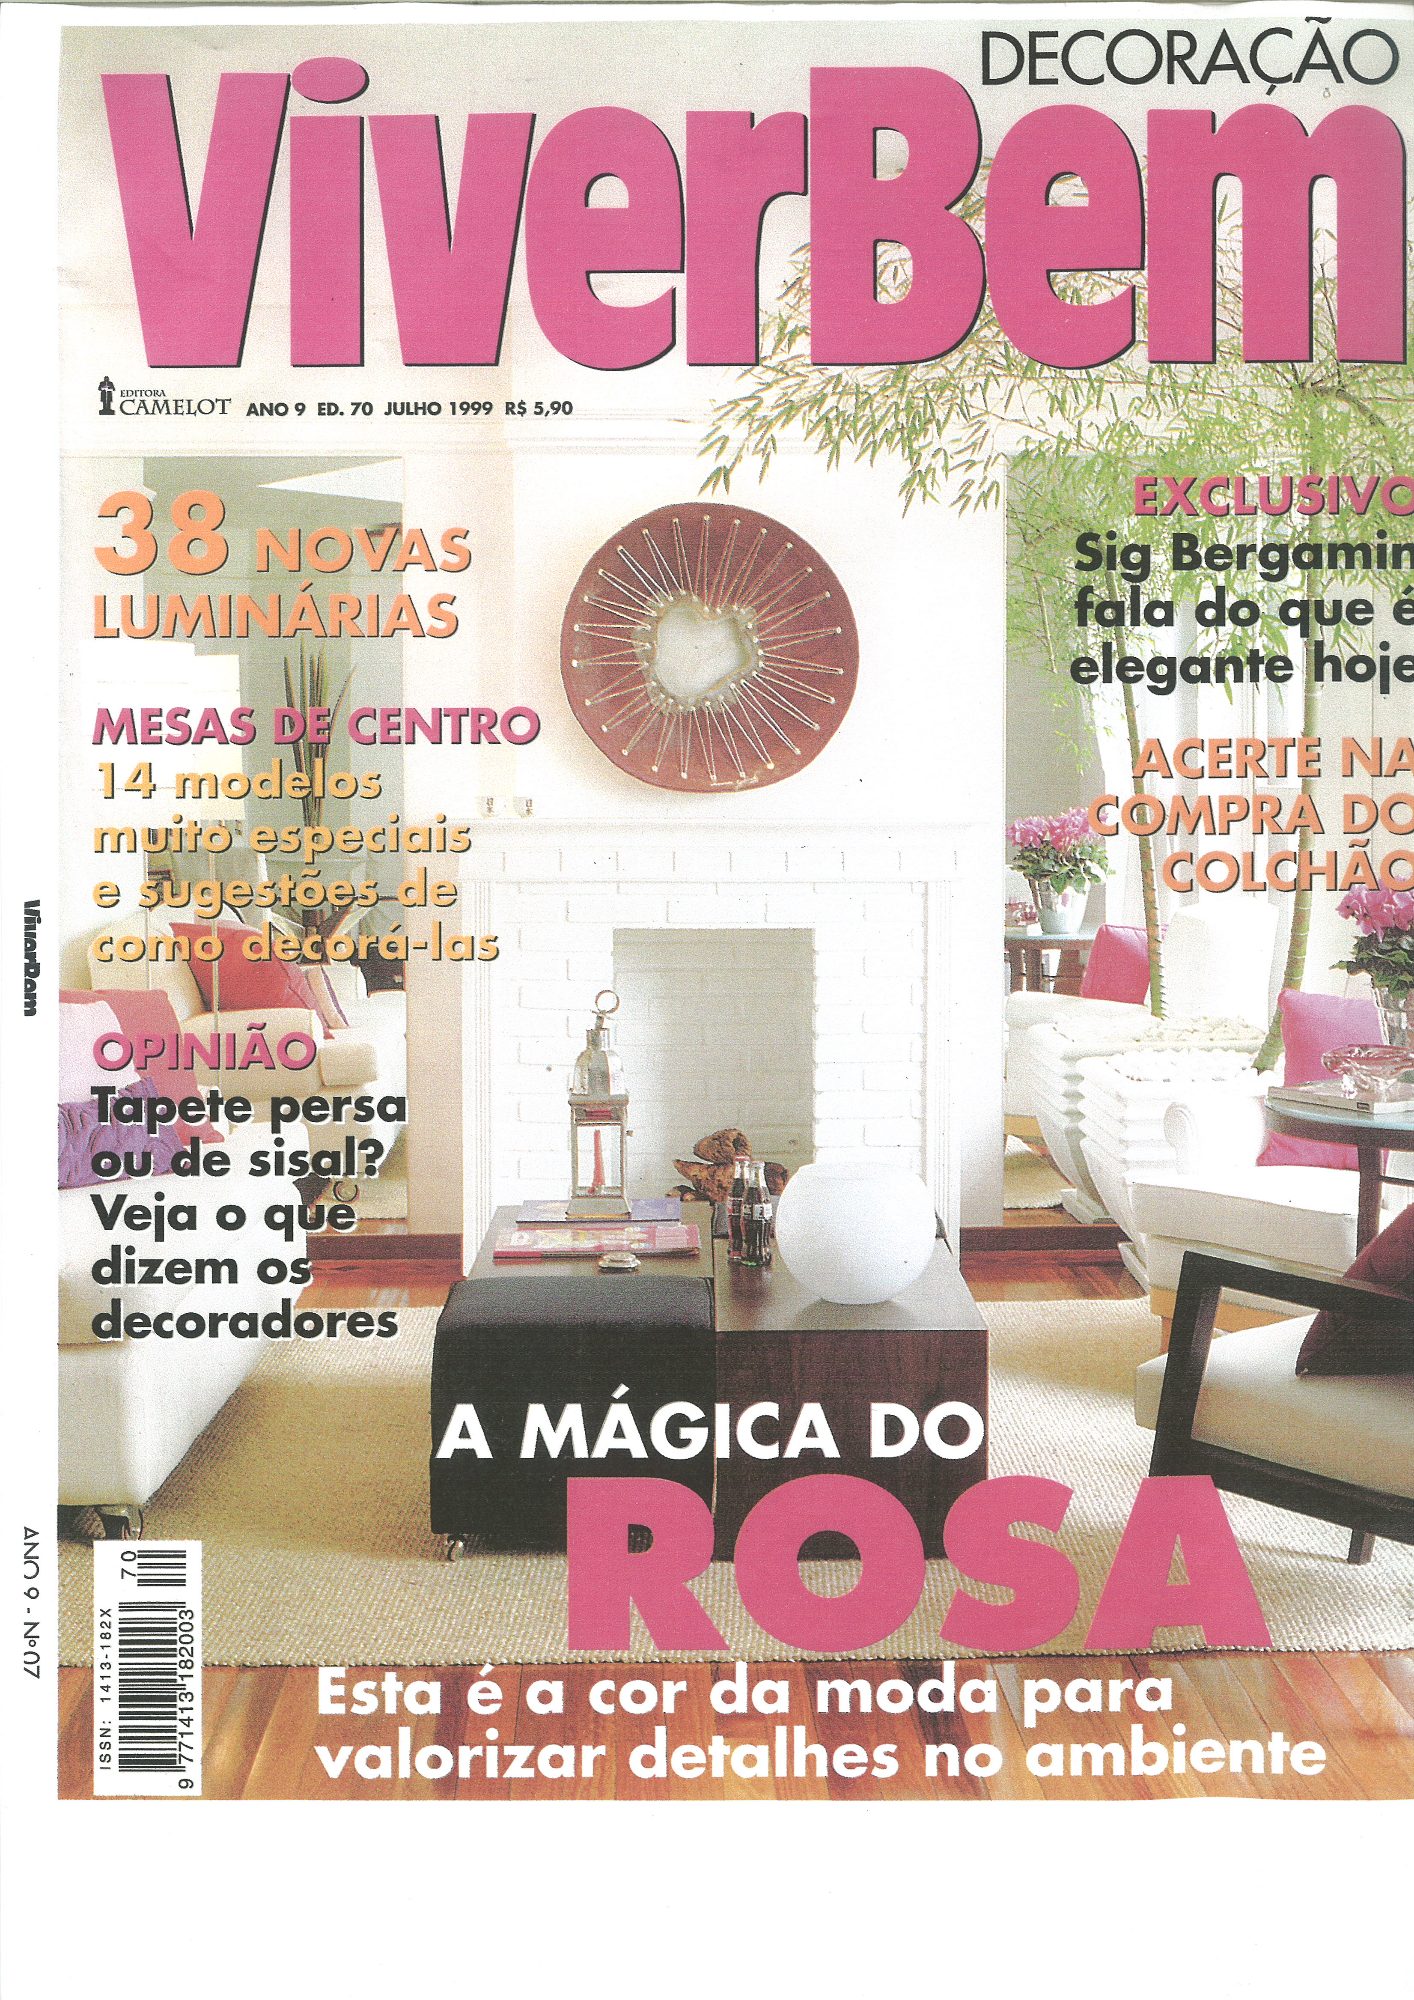 DECORAÇÃO
ViverBem
EDITORA
CAMELOT
ANO 9 ED. 70 JULHO 1999 R$ 5,90
38 NOVAS
LUMINÁRIAS
MESAS DE CENTRO
14 modelos
muito especiais
e sugestões de
como decorá-las
OPINIÃO
Tapete persa
ou de sisal?
Veja o que
dizem os
decoradores
EXCLUSIVO
Sig Bergamin
fala do que é
elegante hoje
ACERTE NA
COMPRA DO
COLCHÃO
A MÁGICA DO
ROSA
Esta é a cor da moda para
valorizar detalhes no ambiente
ISSN: 1413-182X
9 771413 182003
70
ViverBem
ANO 9 - Nº 07